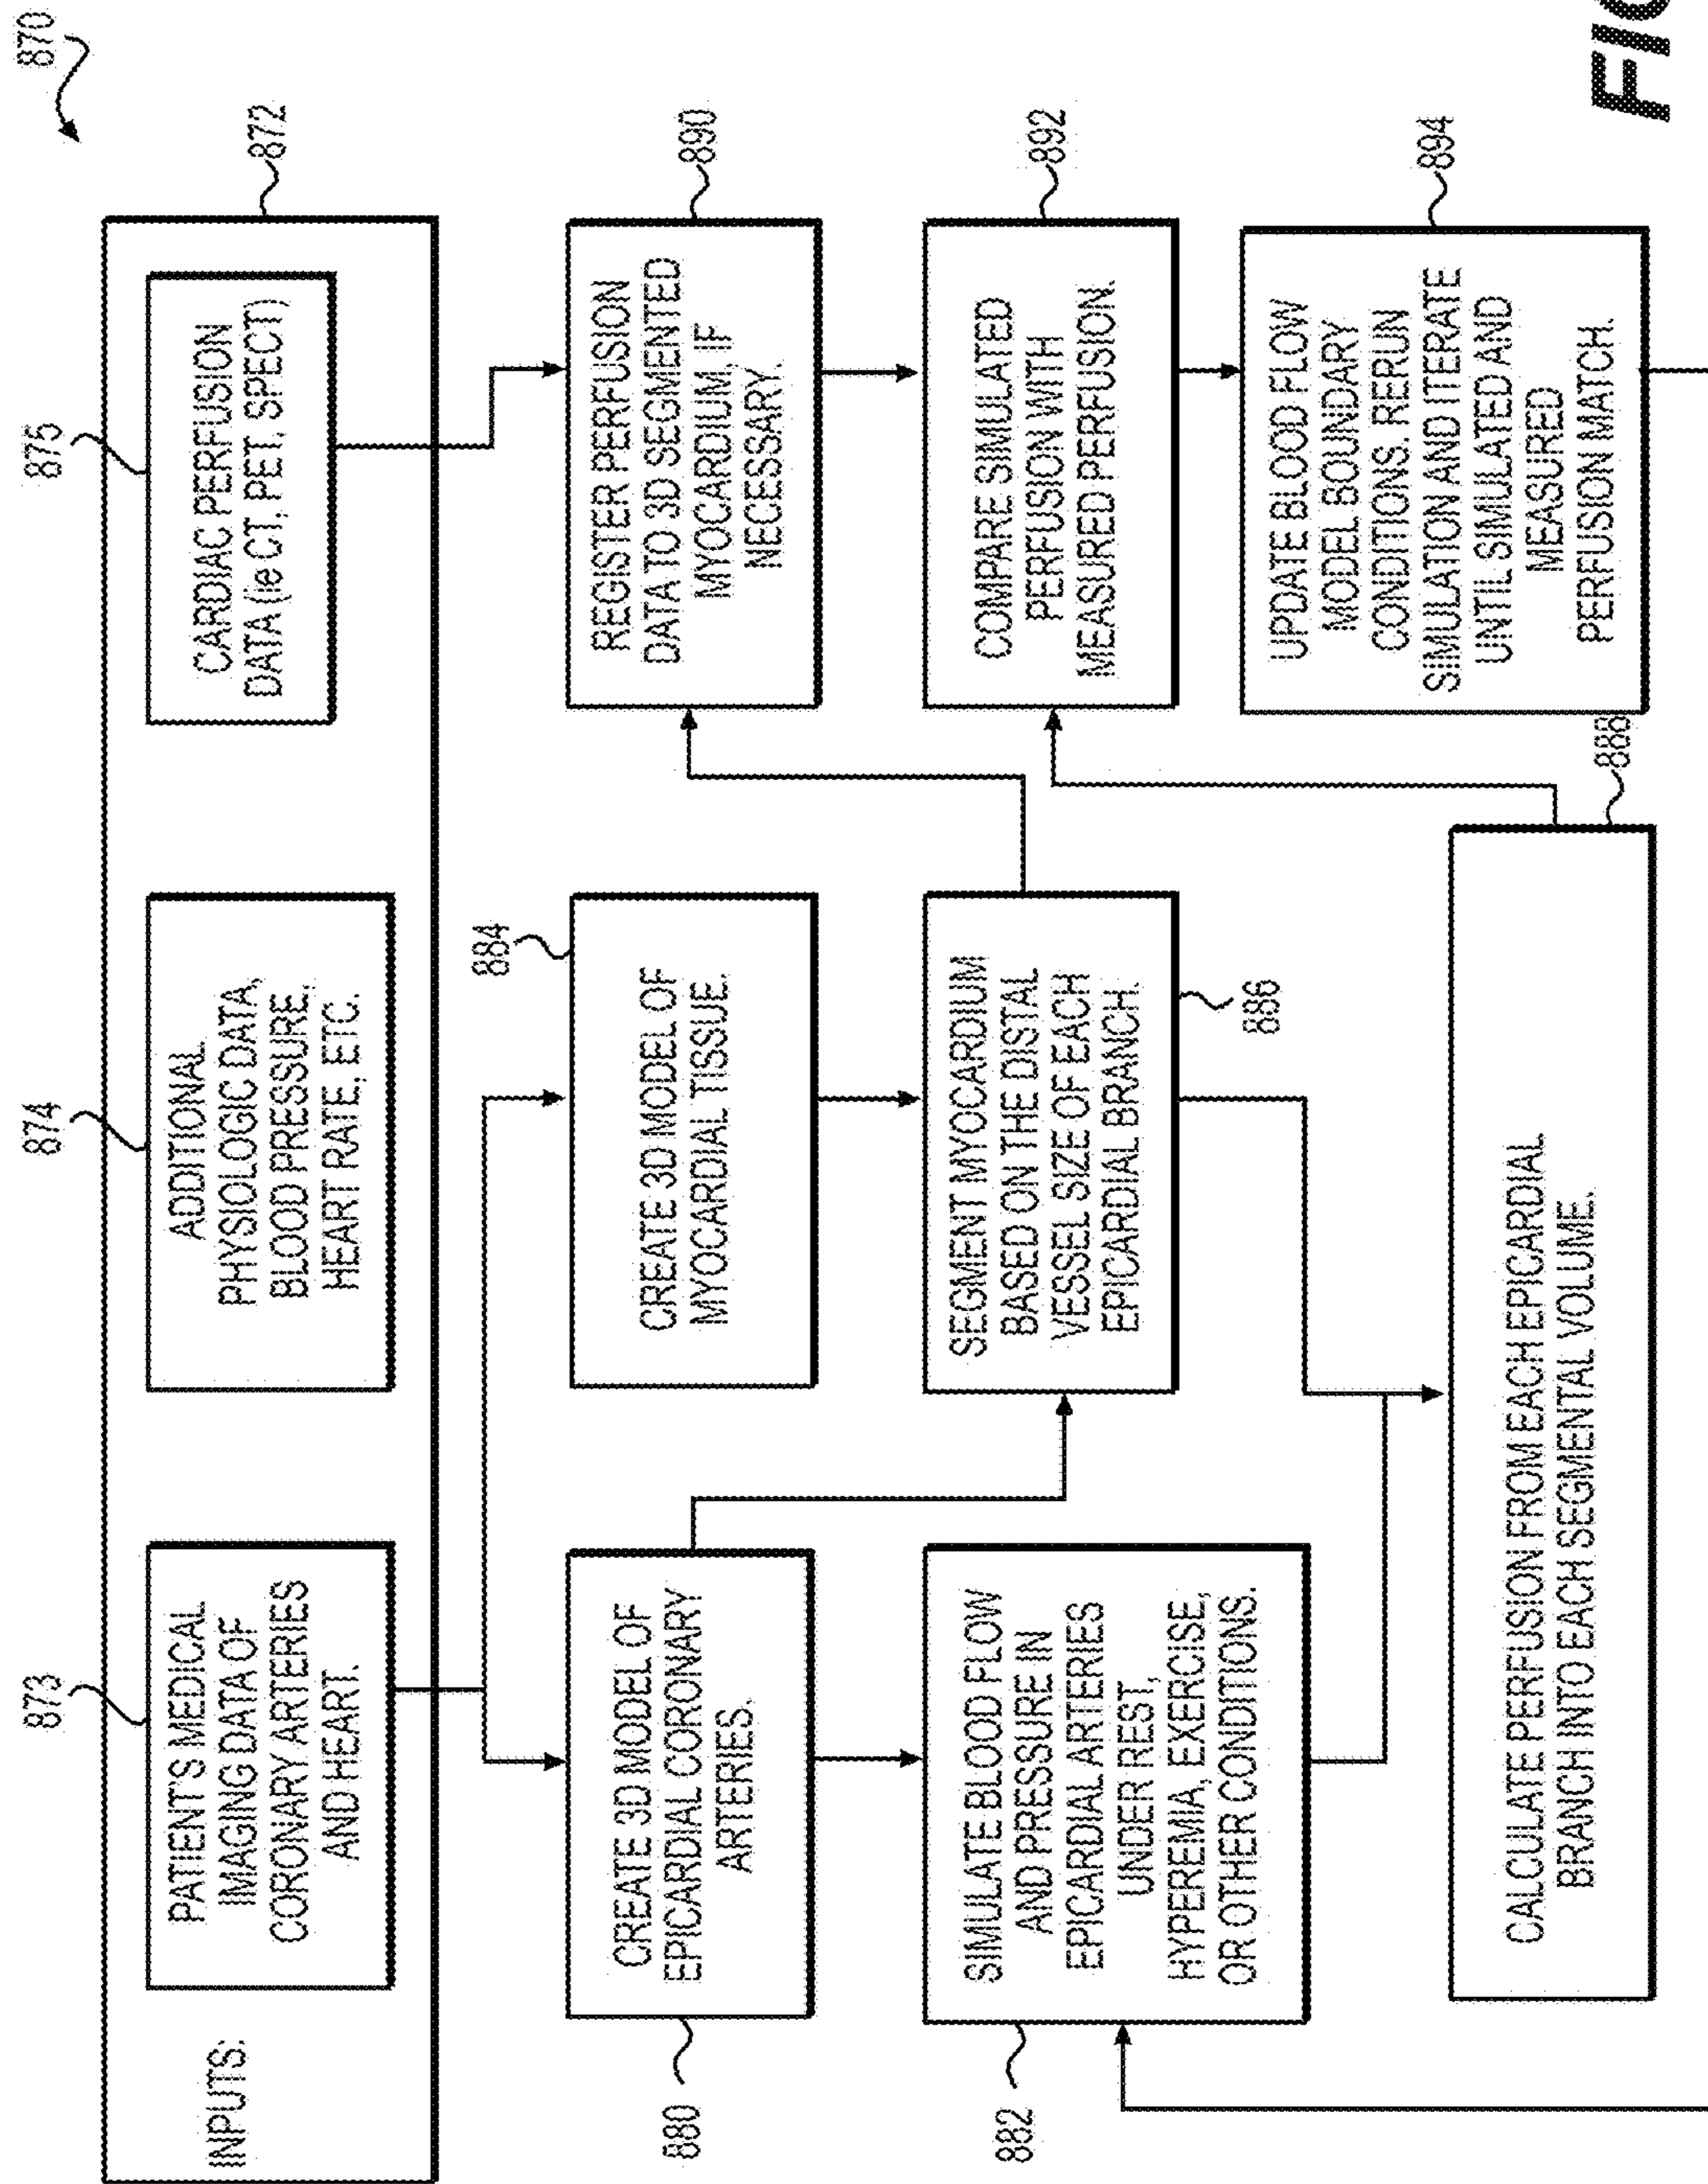 870
872
INPUTS:
873
PATIENT'S MEDICAL
IMAGING DATA OF
CORONARY ARTERIES
AND HEART.
874
ADDITIONAL
PHYSIOLOGIC DATA,
BLOOD PRESSURE,
HEART RATE, ETC.
875
CARDIAC PERFUSION
DATA (ie CT, PET, SPECT)
880
CREATE 3D MODEL OF
EPICARDIAL CORONARY
ARTERIES.
884
CREATE 3D MODEL OF
MYOCARDIAL TISSUE.
890
REGISTER PERFUSION
DATA TO 3D SEGMENTED
MYOCARDIUM, IF
NECESSARY.
882
SIMULATE BLOOD FLOW
AND PRESSURE IN
EPICARDIAL ARTERIES
UNDER REST,
HYPEREMIA, EXERCISE,
OR OTHER CONDITIONS.
SEGMENT MYOCARDIUM
BASED ON THE DISTAL
VESSEL SIZE OF EACH
EPICARDIAL BRANCH.
886
COMPARE SIMULATED
PERFUSION WITH
MEASURED PERFUSION.
892
UPDATE BLOOD FLOW
MODEL BOUNDARY
CONDITIONS. RERUN
SIMULATION AND ITERATE
UNTIL SIMULATED AND
MEASURED
PERFUSION MATCH.
894
CALCULATE PERFUSION FROM EACH EPICARDIAL
BRANCH INTO EACH SEGMENTAL VOLUME.
888